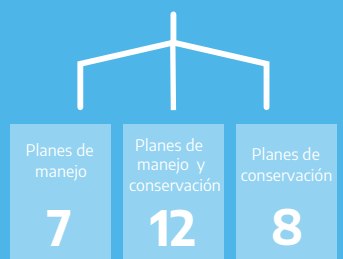 Planes de
manejo
7
Planes de
manejo y
conservación
12
Planes de
conservación
8